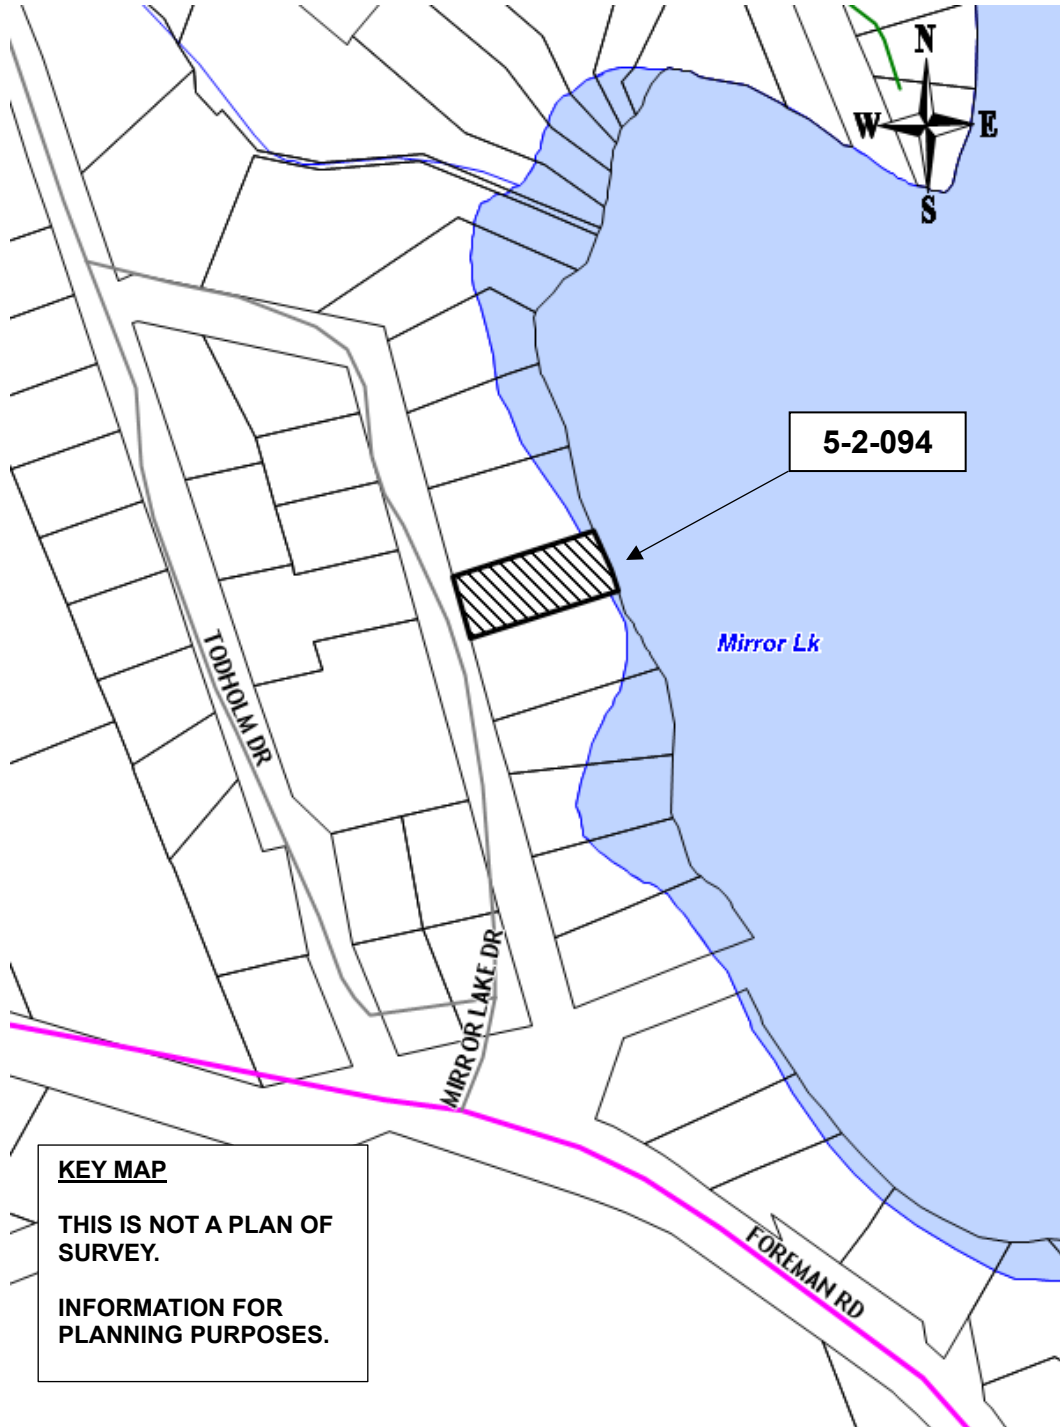 N
W E
S
5-2-094
Mirror Lk
TODHOLM DR
MIRROR LAKE DR
FOREMAN RD
KEY MAP
THIS IS NOT A PLAN OF
SURVEY.
INFORMATION FOR
PLANNING PURPOSES.